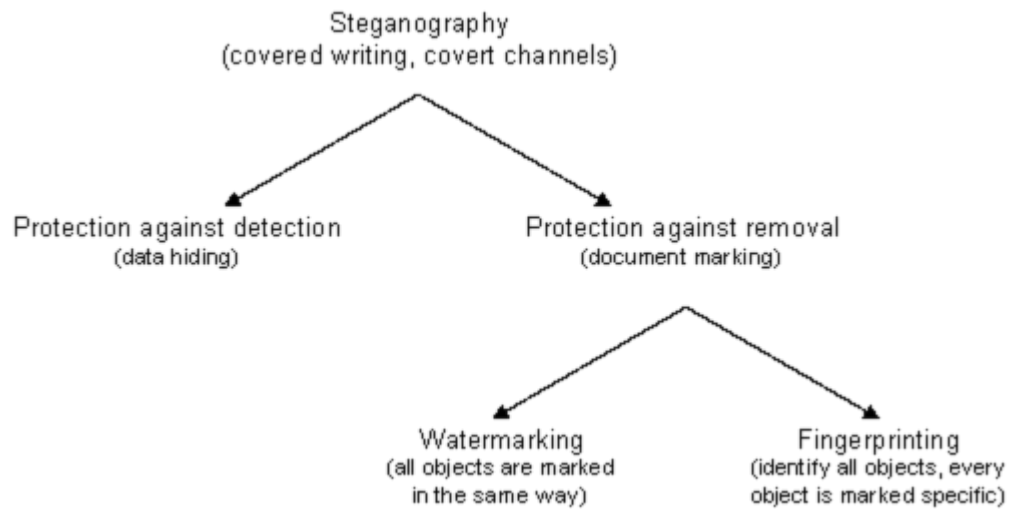 Steganography
(covered writing, covert channels)
Protection against detection
(data hiding)
Protection against removal
(document marking)
Watermarking
(all objects are marked
in the same way)
Fingerprinting
(identify all objects, every
object is marked specific)